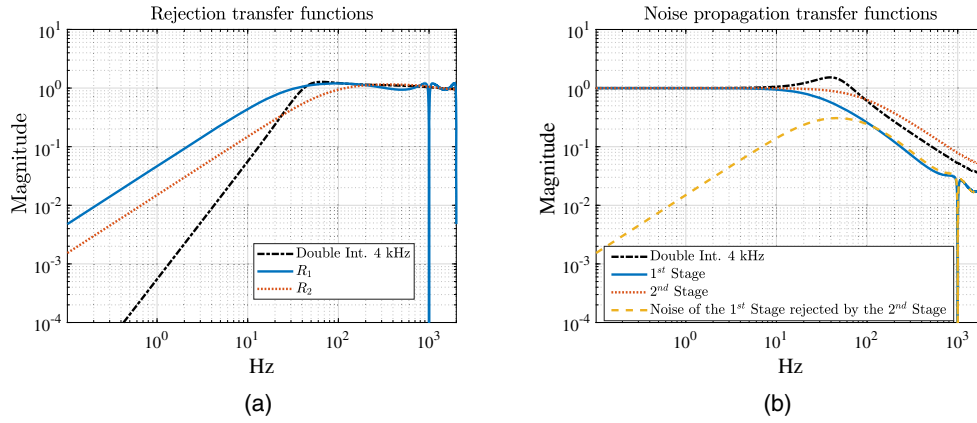 Rejection transfer functions
10^1
10^0
10^-1
10^-2
10^-3
10^-4
Magnitude
10^0
10^1
10^2
10^3
Hz
Double Int. 4 kHz
R_1
R_2
(a)
Noise propagation transfer functions
10^1
10^0
10^-1
10^-2
10^-3
10^-4
Magnitude
10^0
10^1
10^2
10^3
Hz
Double Int. 4 kHz
1^st Stage
2^nd Stage
Noise of the 1^st Stage rejected by the 2^nd Stage
(b)